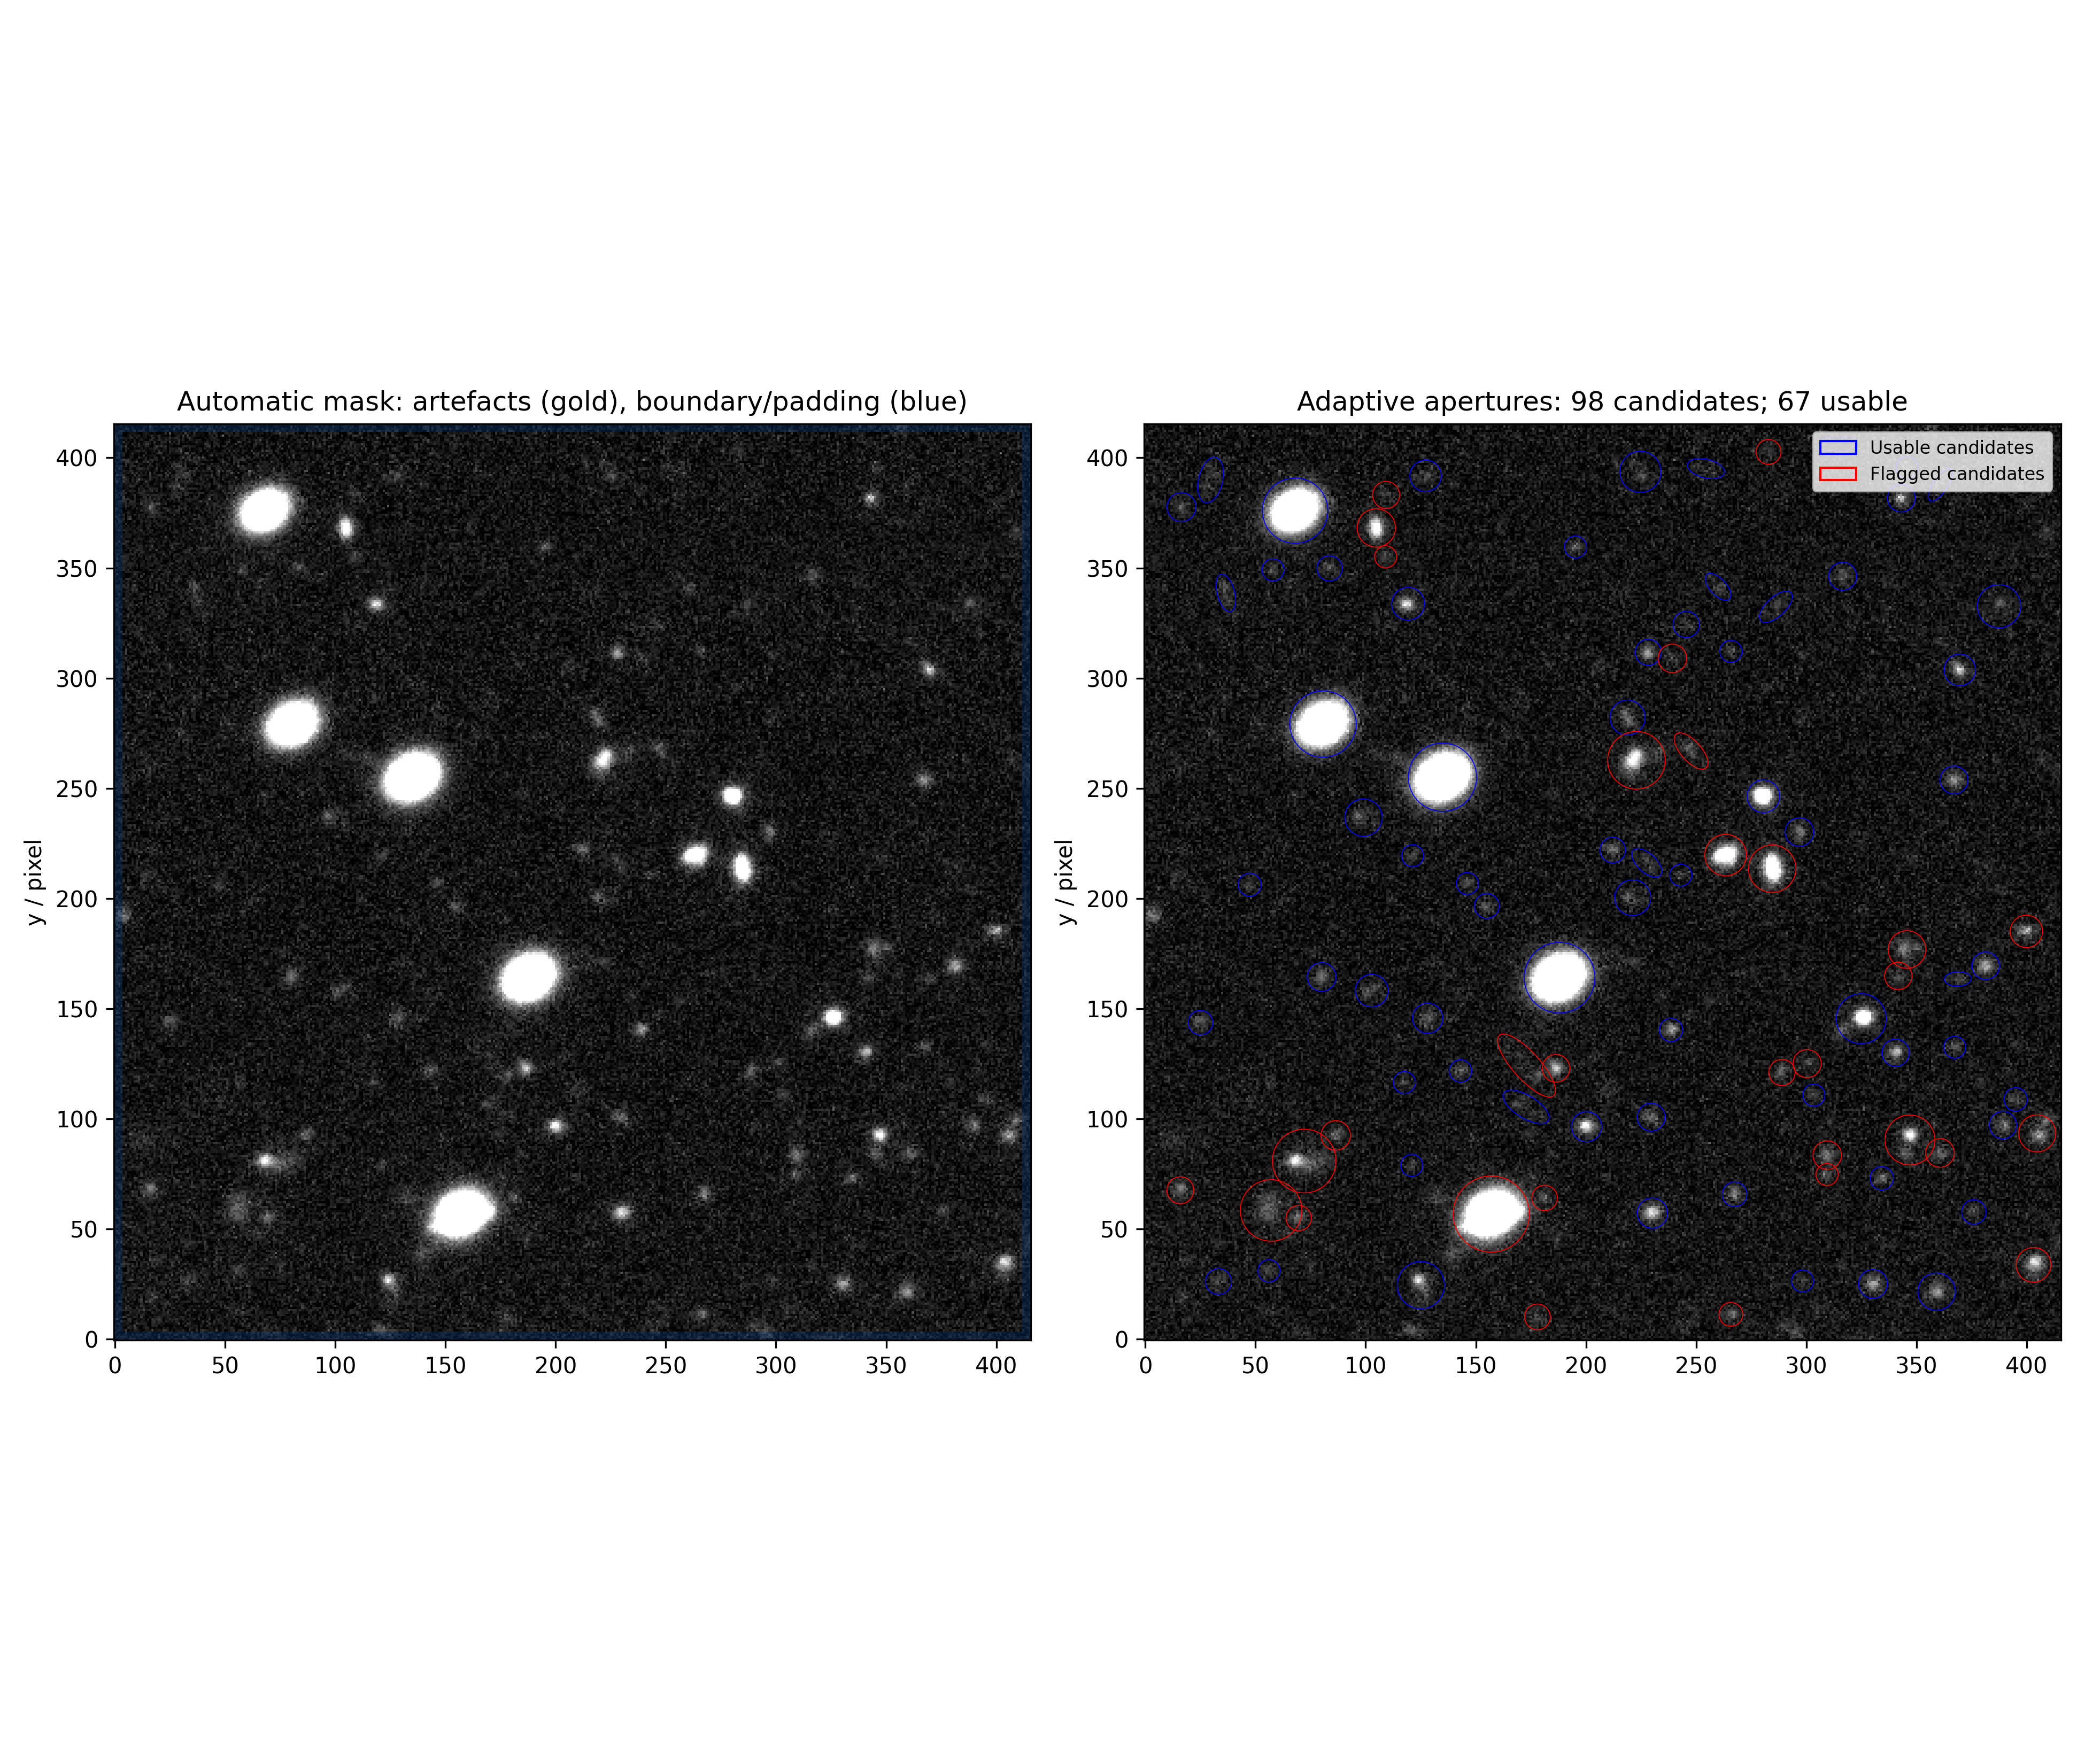 Automatic mask: artefacts (gold), boundary/padding (blue)
Adaptive apertures: 98 candidates; 67 usable
Usable candidates
Flagged candidates
y / pixel
400
350
300
250
200
150
100
50
0
0 50 100 150 200 250 300 350 400
y / pixel
400
350
300
250
200
150
100
50
0
0 50 100 150 200 250 300 350 400